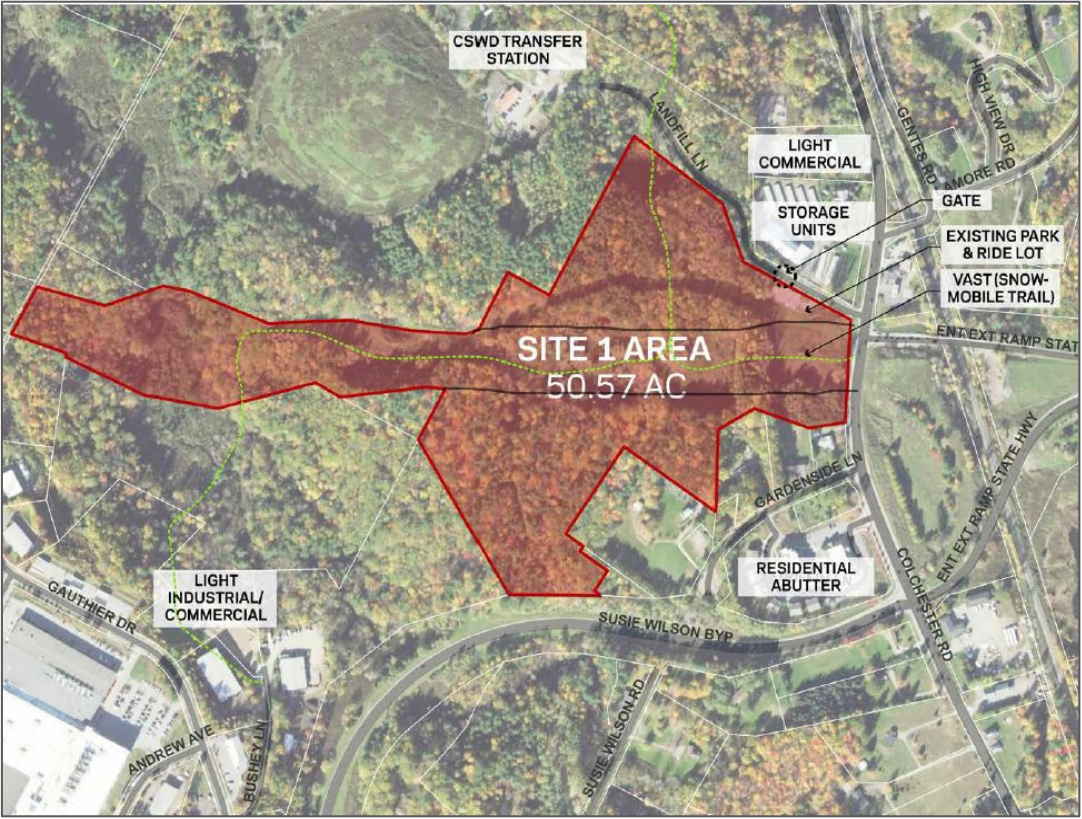 CSWD TRANSFER
STATION
LANDFILL LN
LIGHT
COMMERCIAL
GENTES RD
HIGH VIEW DR
AMORE RD
GATE
STORAGE
UNITS
EXISTING PARK
& RIDE LOT
VAST (SNOW-
MOBILE TRAIL)
ENT EXT RAMP STAT
SITE 1 AREA
50.57 AC
ENT EXT RAMP STATE HWY
GARDENSIDE LN
RESIDENTIAL
ABUTTER
COLCHESTER RD
LIGHT
INDUSTRIAL/
COMMERCIAL
GAUTHIER DR
SUSIE WILSON BYP
SUSIE WILSON RD
ANDREW AVE
BUSHEY LN